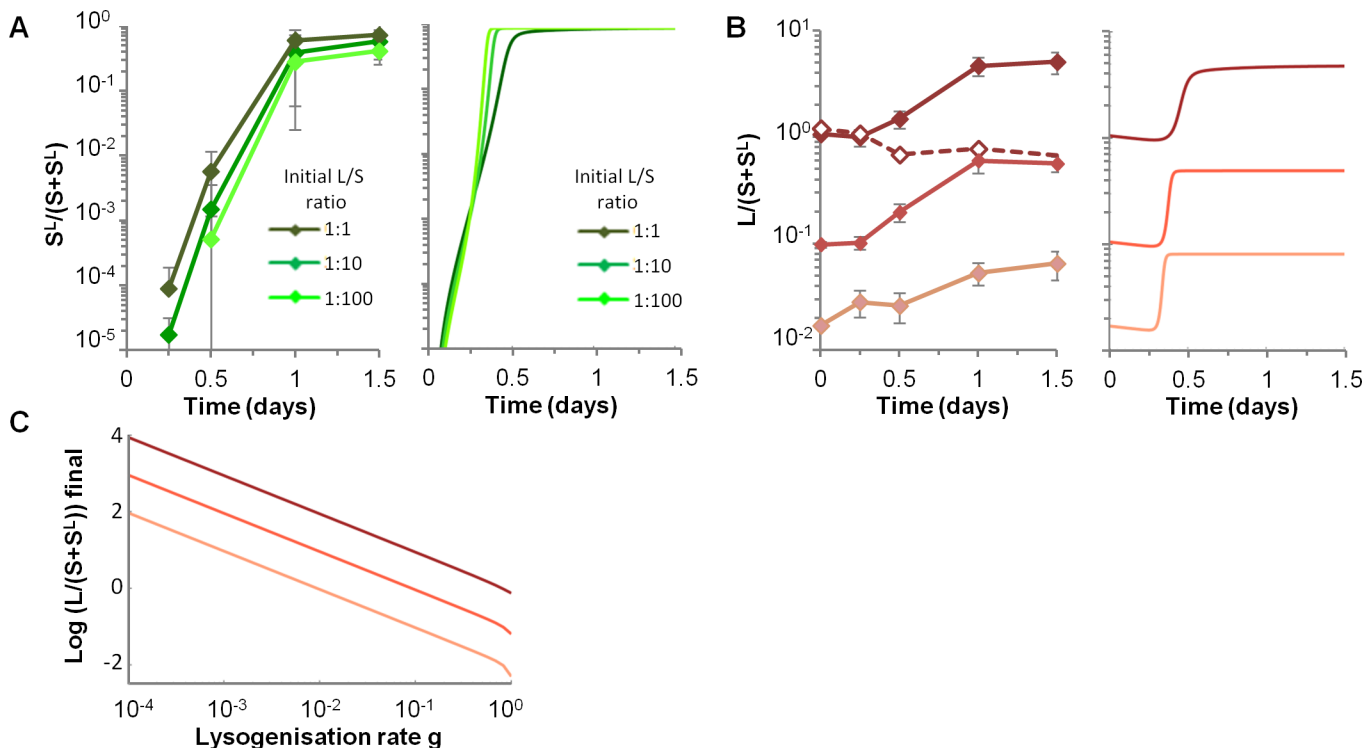 A
S^L/(S+S^L)
10^0
10^-1
10^-2
10^-3
10^-4
10^-5
Initial L/S
ratio
1:1
1:10
1:100
0 0.5 1 1.5
Time (days)
Initial L/S
ratio
1:1
1:10
1:100
0 0.5 1 1.5
Time (days)
B
L/(S+S^L)
10^1
10^0
10^-1
10^-2
0 0.5 1 1.5
Time (days)
0 0.5 1 1.5
Time (days)
C
Log (L/(S+S^L)) final
4
2
0
-2
10^-4 10^-3 10^-2 10^-1 10^0
Lysogenisation rate g